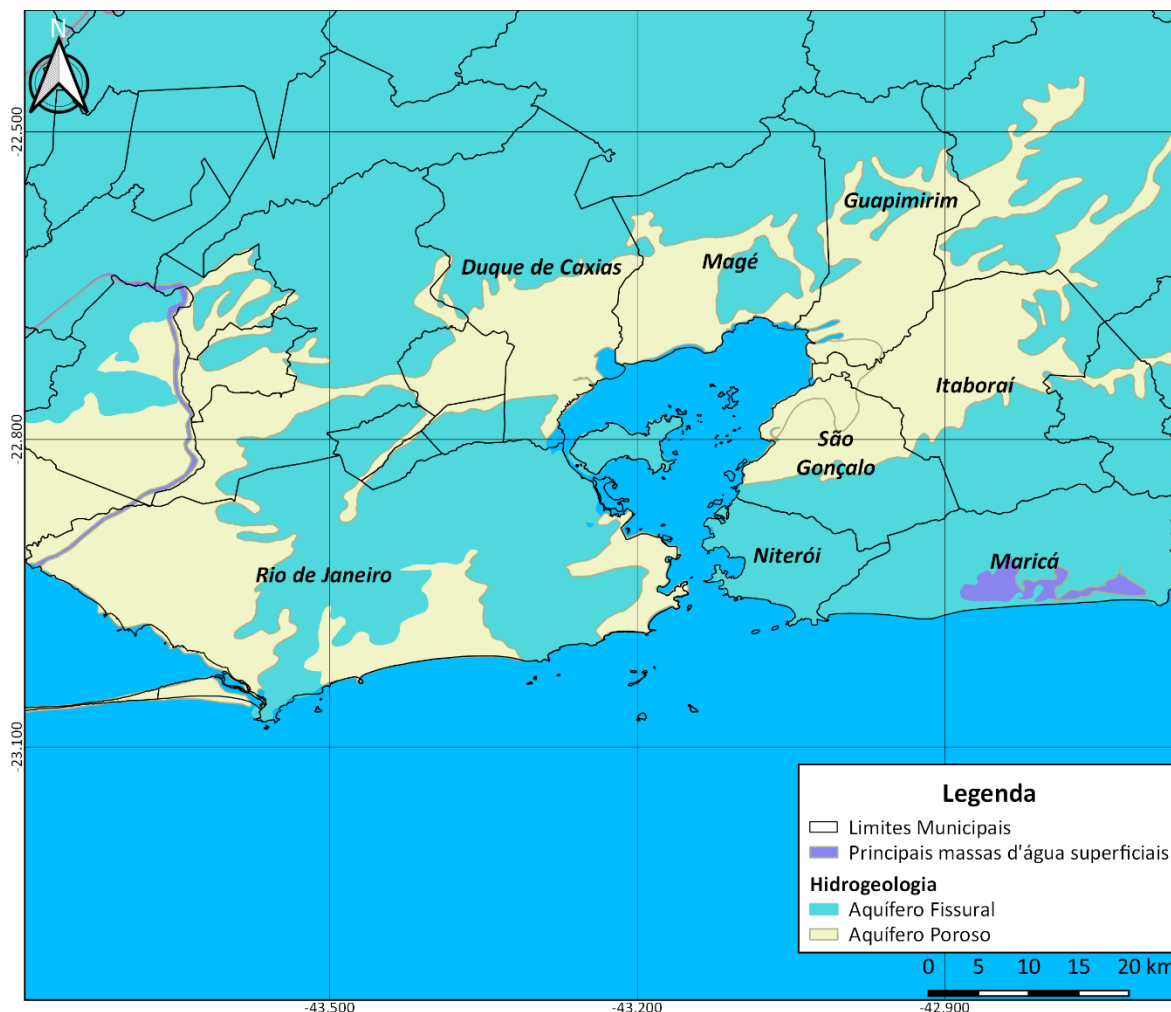 N
-22.500
-22.800
-23.100
Guapimirim
Duque de Caxias
Magé
Itaboraí
São
Gonçalo
Niterói
Maricá
Rio de Janeiro
Legenda
Limites Municipais
Principais massas d'água superficiais
Hidrogeologia
Aquífero Fissural
Aquífero Poroso
0 5 10 15 20 km
-43.500 -43.200 -42.900